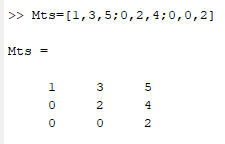 >> Mts=[1,3,5;0,2,4;0,0,2]
Mts =
1 3 5
0 2 4
0 0 2